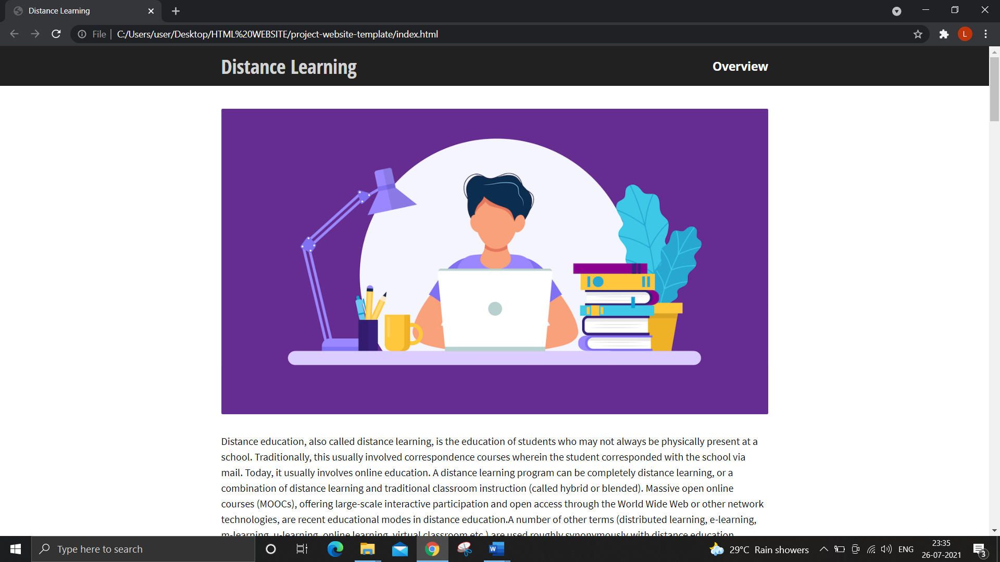 Distance Learning
File | C:/Users/user/Desktop/HTML%20WEBSITE/project-website-template/index.html
L
Distance Learning
Overview
Distance education, also called distance learning, is the education of students who may not always be physically present at a
school. Traditionally, this usually involved correspondence courses wherein the student corresponded with the school via
mail. Today, it usually involves online education. A distance learning program can be completely distance learning, or a
combination of distance learning and traditional classroom instruction (called hybrid or blended). Massive open online
courses (MOOCs), offering large-scale interactive participation and open access through the World Wide Web or other network
technologies, are recent educational modes in distance education.A number of other terms (distributed learning, e-learning,
m-learning, u-learning, online learning, virtual classroom etc.) are used roughly synonymously with distance education.
Type here to search
W
29°C Rain showers
ENG
23:35
26-07-2021
3